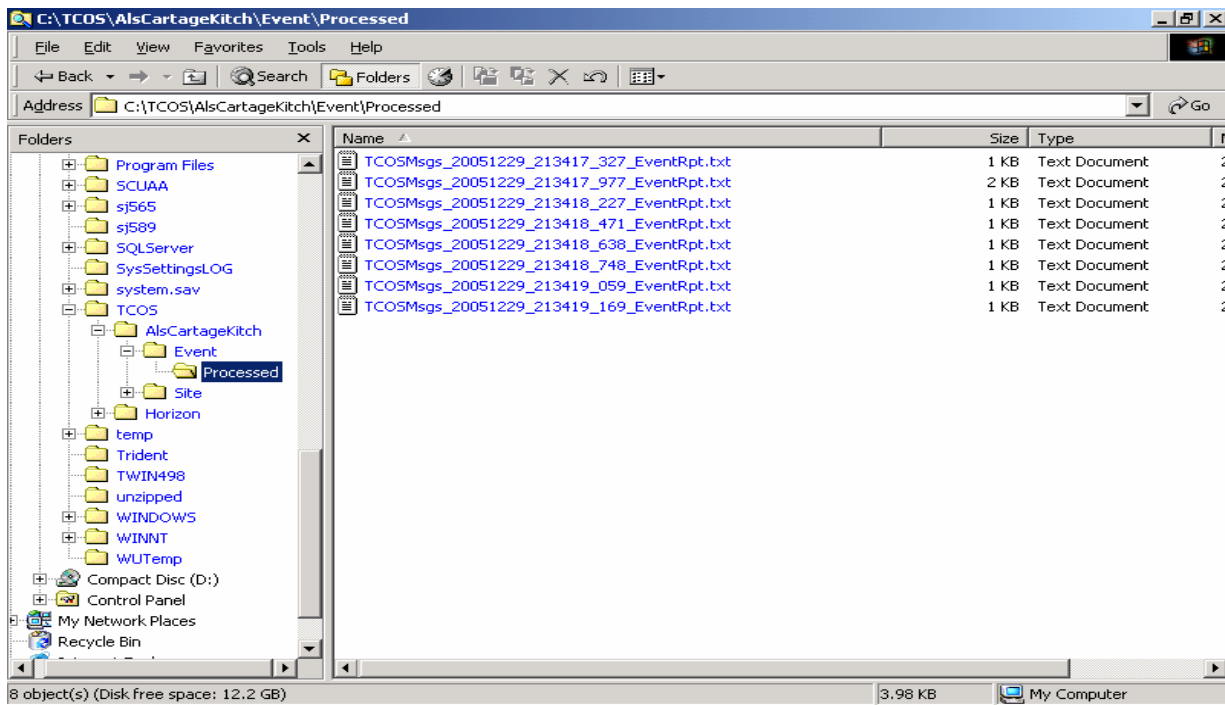 C:\TCOS\AlsCartageKitch\Event\Processed
File Edit View Favorites Tools Help
Back Search Folders
Address C:\TCOS\AlsCartageKitch\Event\Processed Go
Folders
Program Files
SCUAA
sj565
sj589
SQLServer
SysSettingsLOG
system.sav
TCOS
AlsCartageKitch
Event
Processed
Site
Horizon
temp
Trident
TWIN498
unzipped
WINDOWS
WINNT
WUTemp
Compact Disc (D:)
Control Panel
My Network Places
Recycle Bin
Name Size Type
TCOSMsgs_20051229_213417_327_EventRpt.txt 1 KB Text Document
TCOSMsgs_20051229_213417_977_EventRpt.txt 2 KB Text Document
TCOSMsgs_20051229_213418_227_EventRpt.txt 1 KB Text Document
TCOSMsgs_20051229_213418_471_EventRpt.txt 1 KB Text Document
TCOSMsgs_20051229_213418_638_EventRpt.txt 1 KB Text Document
TCOSMsgs_20051229_213418_748_EventRpt.txt 1 KB Text Document
TCOSMsgs_20051229_213419_059_EventRpt.txt 1 KB Text Document
TCOSMsgs_20051229_213419_169_EventRpt.txt 1 KB Text Document
8 object(s) (Disk free space: 12.2 GB) 3.98 KB My Computer